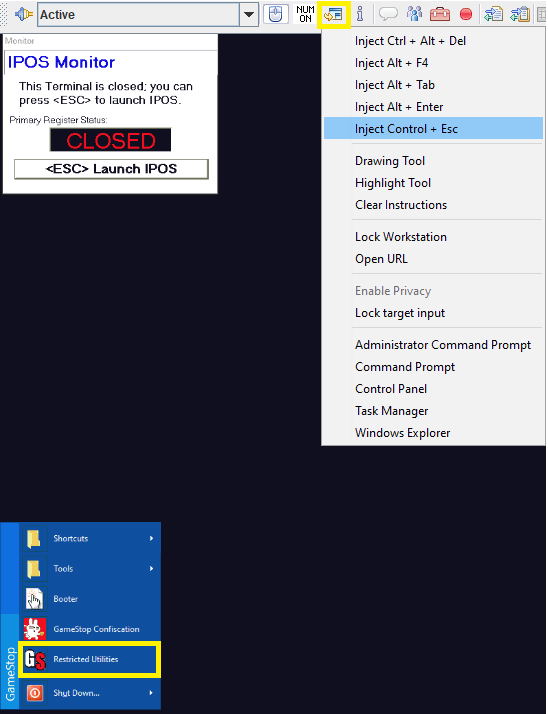 Active
NUM
ON
Monitor
IPOS Monitor
This Terminal is closed; you can
press <ESC> to launch IPOS.
Primary Register Status:
CLOSED
<ESC> Launch IPOS
Inject Ctrl + Alt + Del
Inject Alt + F4
Inject Alt + Tab
Inject Alt + Enter
Inject Control + Esc
Drawing Tool
Highlight Tool
Clear Instructions
Lock Workstation
Open URL
Enable Privacy
Lock target input
Administrator Command Prompt
Command Prompt
Control Panel
Task Manager
Windows Explorer
GameStop
Shortcuts
Tools
Booter
GameStop Confiscation
GS
Restricted Utilities
Shut Down...